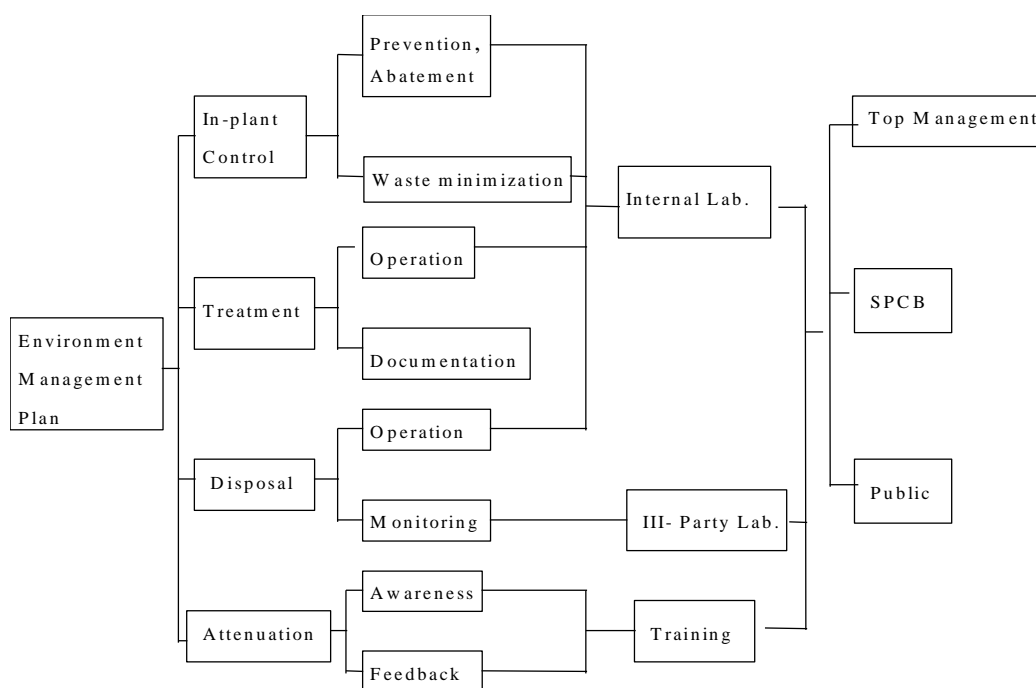 Environment
Management
Plan
In-plant
Control
Treatment
Disposal
Attenuation
Prevention,
Abatement
Waste minimization
Operation
Documentation
Operation
Monitoring
Awareness
Feedback
Internal Lab.
III- Party Lab.
Training
Top Management
SPCB
Public